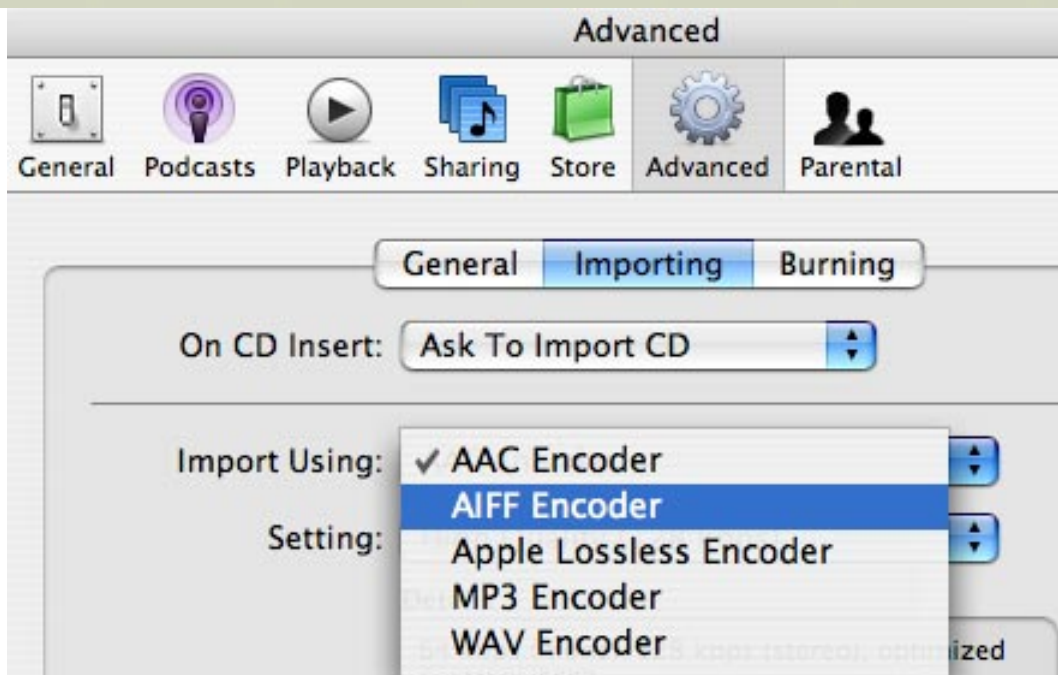 Advanced
General Podcasts Playback Sharing Store Advanced Parental
General Importing Burning
On CD Insert: Ask To Import CD
Import Using: ✓ AAC Encoder
AIFF Encoder
Setting:
Apple Lossless Encoder
MP3 Encoder
WAV Encoder
ized